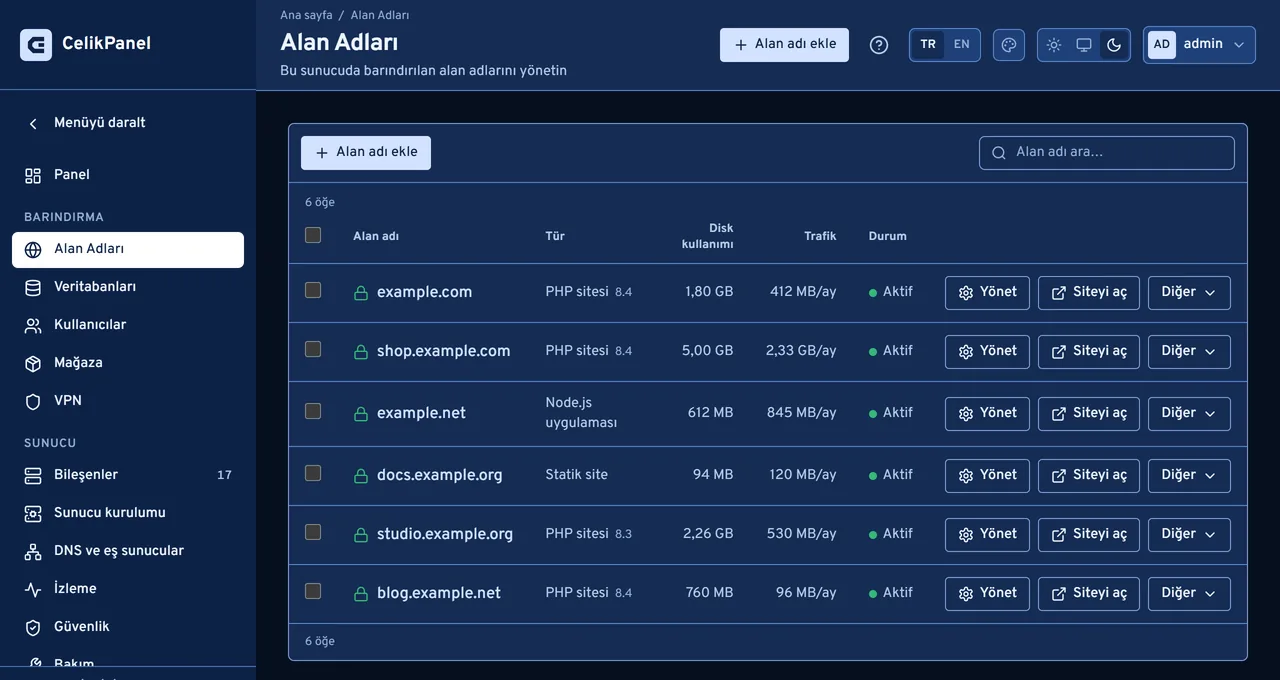 CelikPanel
Ana sayfa / Alan Adları
Alan Adları
Bu sunucuda barındırılan alan adlarını yönetin
Alan adı ekle
TR EN
AD admin
Menüyü daralt
Panel
BARINDIRMA
Alan Adları
Veritabanları
Kullanıcılar
Mağaza
VPN
SUNUCU
Bileşenler 17
Sunucu kurulumu
DNS ve eş sunucular
İzleme
Güvenlik
Bakım
Alan adı ekle
Alan adı ara...
6 öğe
Alan adı Tür Disk kullanımı Trafik Durum
example.com PHP sitesi 8.4 1,80 GB 412 MB/ay Aktif Yönet Siteyi aç Diğer
shop.example.com PHP sitesi 8.4 5,00 GB 2,33 GB/ay Aktif Yönet Siteyi aç Diğer
example.net Node.js uygulaması 612 MB 845 MB/ay Aktif Yönet Siteyi aç Diğer
docs.example.org Statik site 94 MB 120 MB/ay Aktif Yönet Siteyi aç Diğer
studio.example.org PHP sitesi 8.3 2,26 GB 530 MB/ay Aktif Yönet Siteyi aç Diğer
blog.example.net PHP sitesi 8.4 760 MB 96 MB/ay Aktif Yönet Siteyi aç Diğer
6 öğe